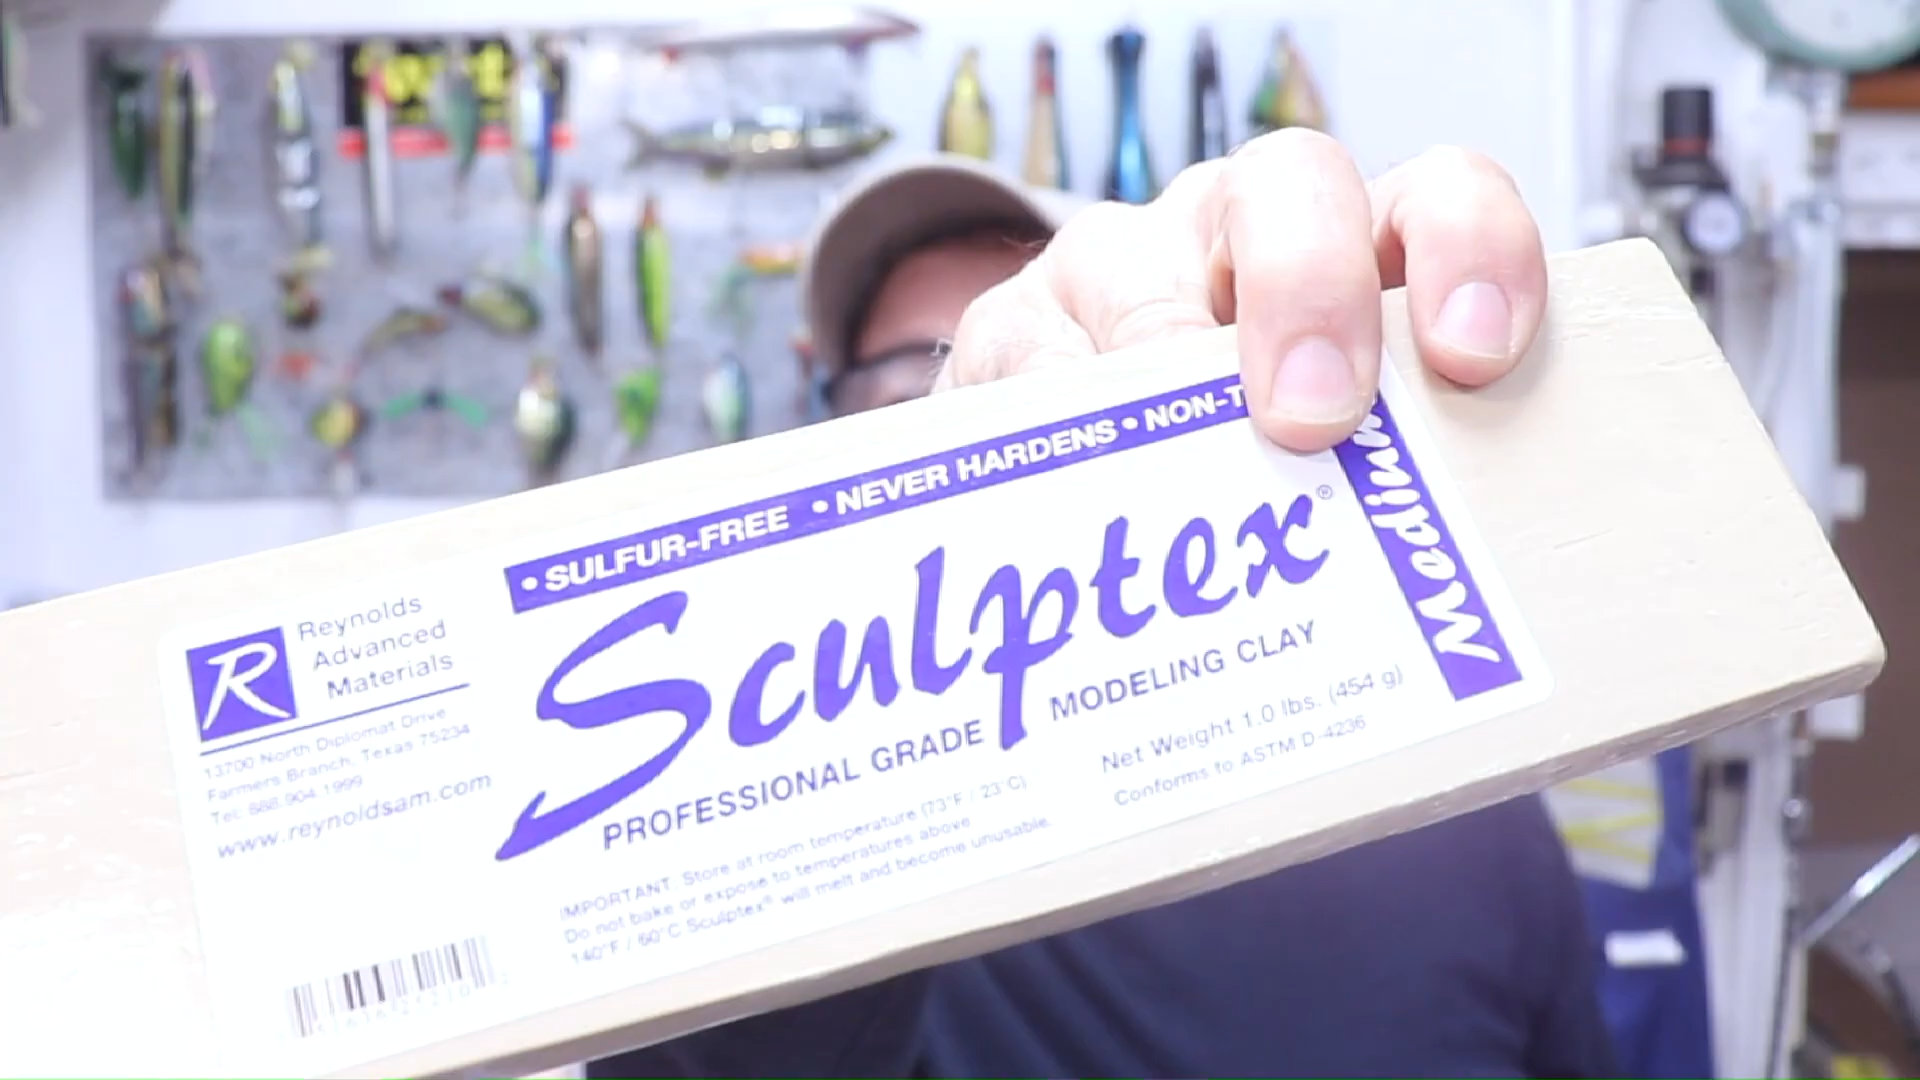 • SULFUR-FREE • NEVER HARDENS • NON-T
Medium
Sculptex®
PROFESSIONAL GRADE MODELING CLAY
Reynolds
Advanced
Materials
13700 North Diplomat Drive
Farmers Branch, Texas 75234
Tel: 888.904.1999
www.reynoldsam.com
Net Weight 1.0 lbs. (454 g)
Conforms to ASTM D-4236
IMPORTANT: Store at room temperature (73°F / 23°C)
Do not bake or expose to temperatures above
140°F / 60°C Sculptex® will melt and become unusable.